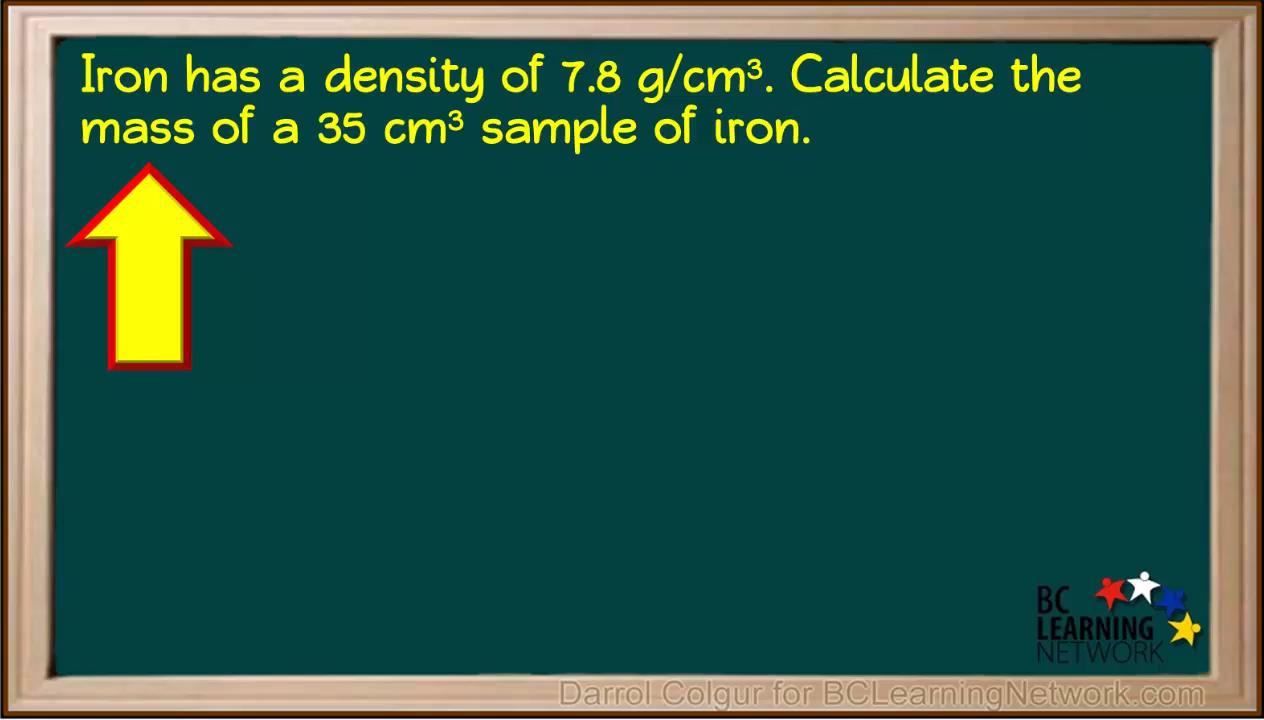 Iron has a density of 7.8 g/cm³. Calculate the
mass of a 35 cm³ sample of iron.
BC
LEARNING
NETWORK
Darrol Colgur for BCLearningNetwork.com